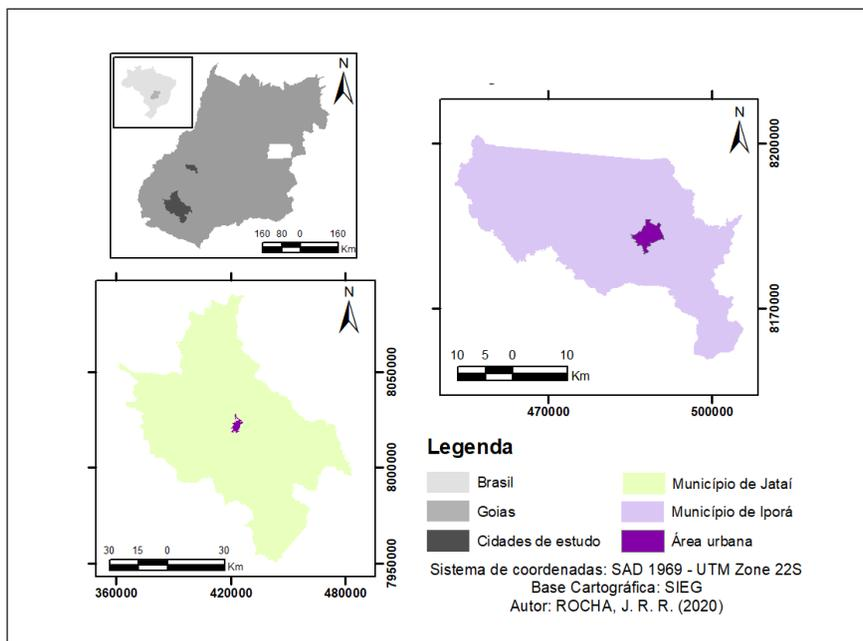 N
160 80 0 160
Km
N
8200000
8170000
10 5 0 10
Km
470000 500000
N
8050000
8000000
7950000
30 15 0 30
Km
360000 420000 480000
Legenda
Brasil
Goias
Cidades de estudo
Município de Jataí
Município de Iporá
Área urbana
Sistema de coordenadas: SAD 1969 - UTM Zone 22S
Base Cartográfica: SIEG
Autor: ROCHA, J. R. R. (2020)